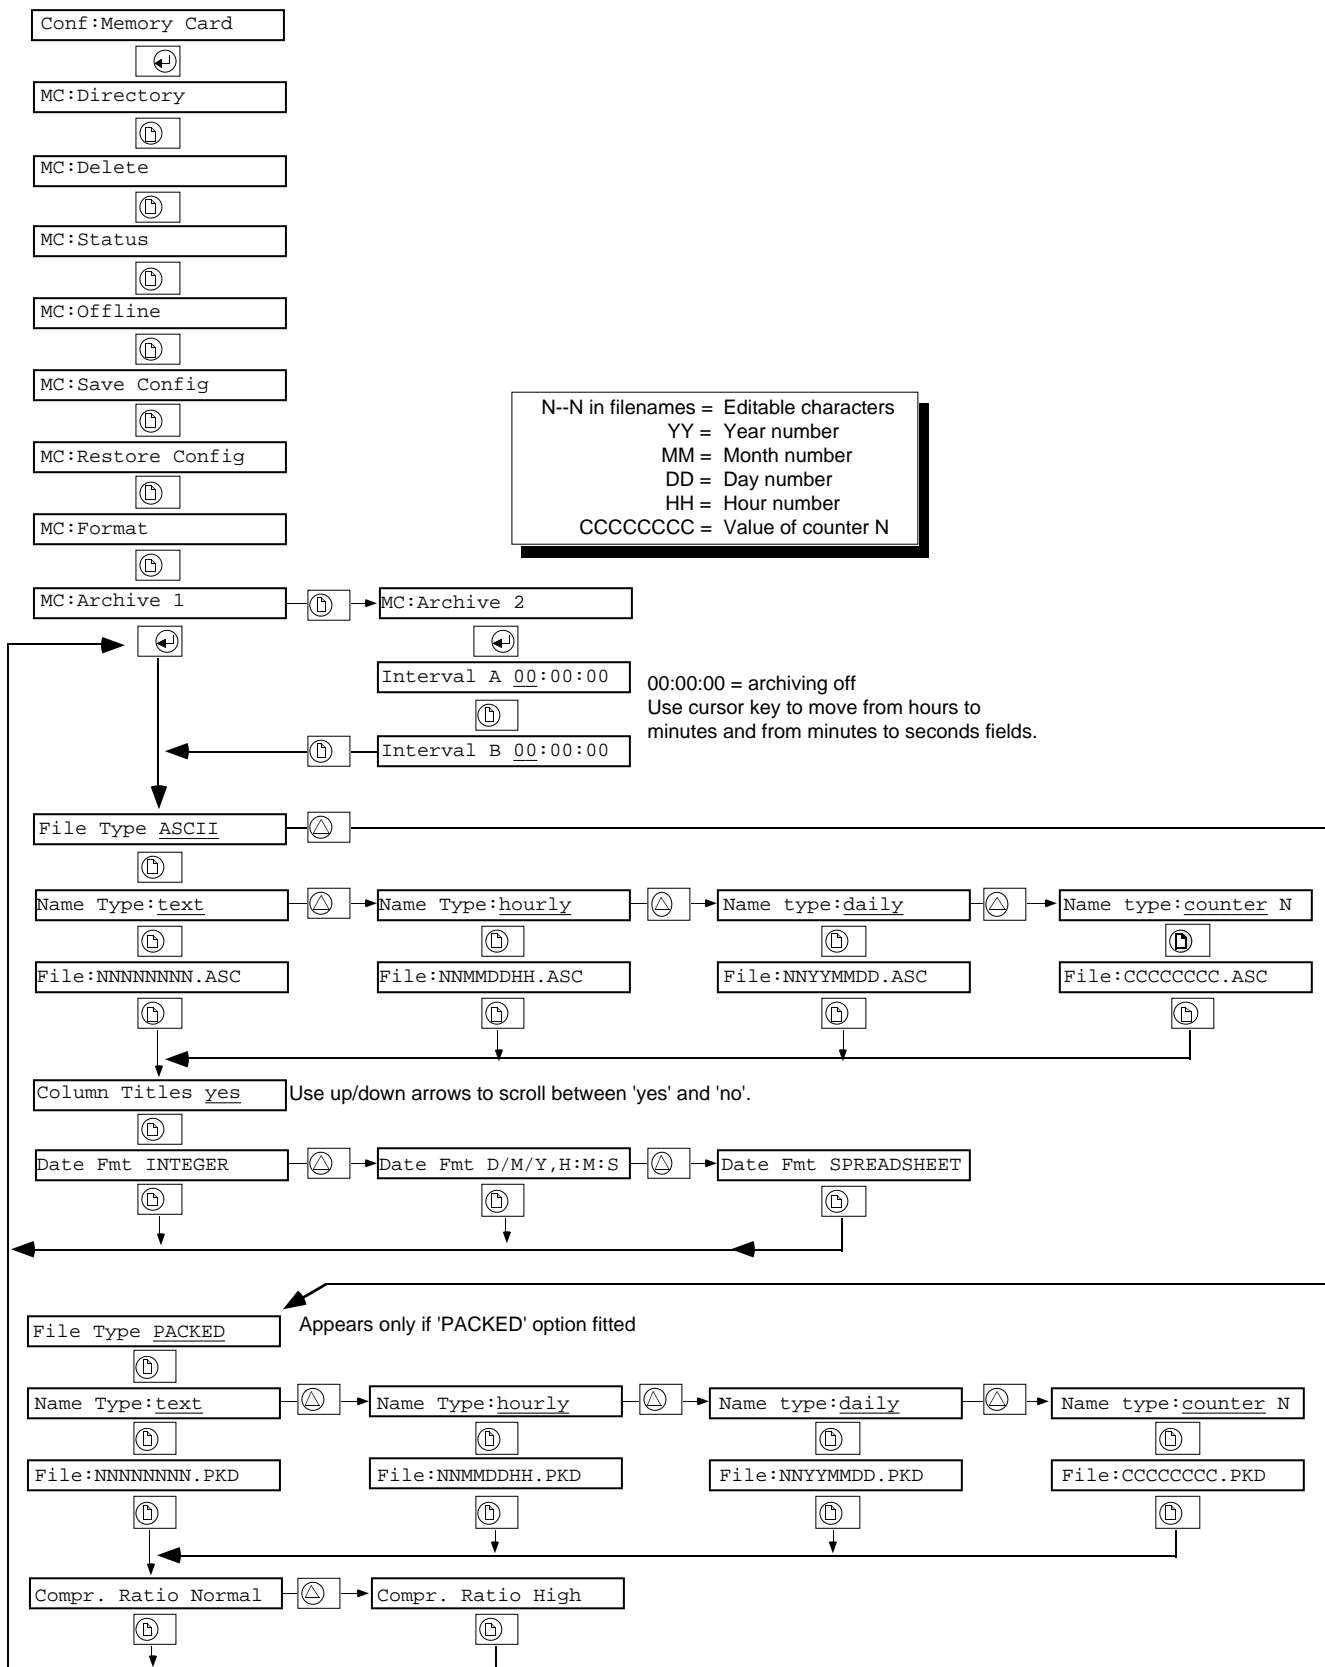 Conf:Memory Card
MC:Directory
MC:Delete
MC:Status
MC:Offline
MC:Save Config
MC:Restore Config
MC:Format
N--N in filenames = Editable characters
YY = Year number
MM = Month number
DD = Day number
HH = Hour number
CCCCCCCC = Value of counter N
MC:Archive 1
MC:Archive 2
Interval A 00:00:00
00:00:00 = archiving off
Use cursor key to move from hours to
minutes and from minutes to seconds fields.
Interval B 00:00:00
File Type ASCII
Name Type:text
Name Type:hourly
Name type:daily
Name type:counter N
File:NNNNNNNN.ASC
File:NNMMDDHH.ASC
File:NNYYMMDD.ASC
File:CCCCCCCC.ASC
Column Titles yes
Use up/down arrows to scroll between 'yes' and 'no'.
Date Fmt INTEGER
Date Fmt D/M/Y,H:M:S
Date Fmt SPREADSHEET
File Type PACKED
Appears only if 'PACKED' option fitted
Name Type:text
Name Type:hourly
Name type:daily
Name type:counter N
File:NNNNNNNN.PKD
File:NNMMDDHH.PKD
File:NNYYMMDD.PKD
File:CCCCCCCC.PKD
Compr. Ratio Normal
Compr. Ratio High